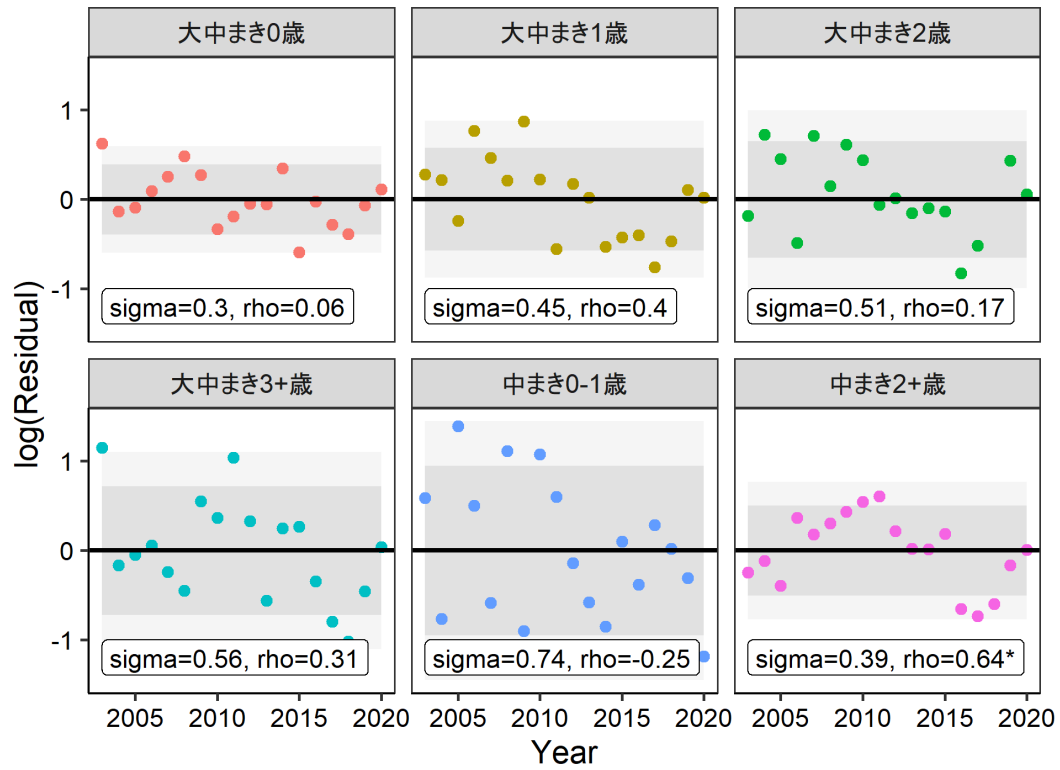 大中まき0歳
大中まき1歳
大中まき2歳
1
0
-1
sigma=0.3, rho=0.06
sigma=0.45, rho=0.4
sigma=0.51, rho=0.17
log(Residual)
大中まき3+歳
中まき0-1歳
中まき2+歳
1
0
-1
sigma=0.56, rho=0.31
sigma=0.74, rho=-0.25
sigma=0.39, rho=0.64*
2005 2010 2015 2020
2005 2010 2015 2020
2005 2010 2015 2020
Year